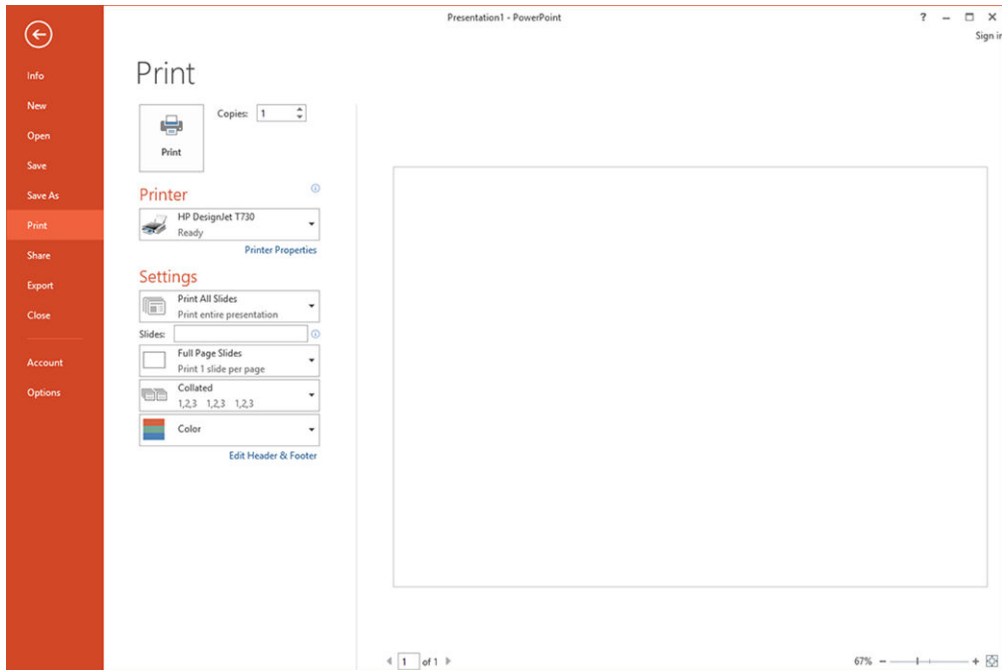 Presentation1 - PowerPoint
?
Sign in
Info
New
Open
Save
Save As
Print
Share
Export
Close
Account
Options
Print
Copies: 1
Print
Printer
HP DesignJet T730
Ready
Printer Properties
Settings
Print All Slides
Print entire presentation
Slides:
Full Page Slides
Print 1 slide per page
Collated
1,2,3 1,2,3 1,2,3
Color
Edit Header & Footer
1 of 1
67%